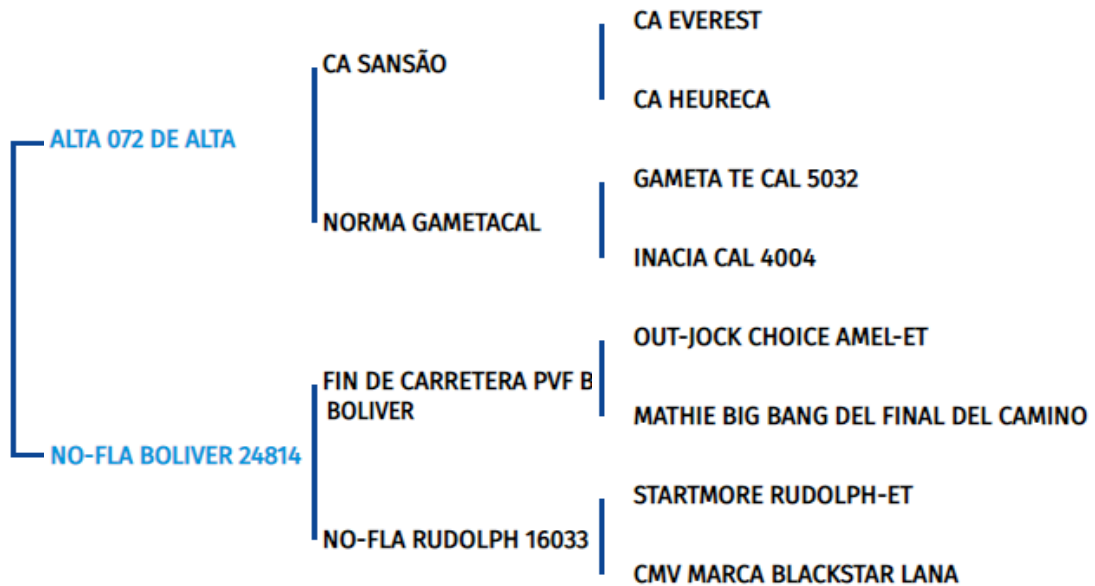 CA EVEREST
CA SANSÃO
CA HEURECA
ALTA 072 DE ALTA
GAMETA TE CAL 5032
NORMA GAMETACAL
INACIA CAL 4004
OUT-JOCK CHOICE AMEL-ET
FIN DE CARRETERA PVF B
BOLIVER
MATHIE BIG BANG DEL FINAL DEL CAMINO
NO-FLA BOLIVER 24814
STARTMORE RUDOLPH-ET
NO-FLA RUDOLPH 16033
CMV MARCA BLACKSTAR LANA